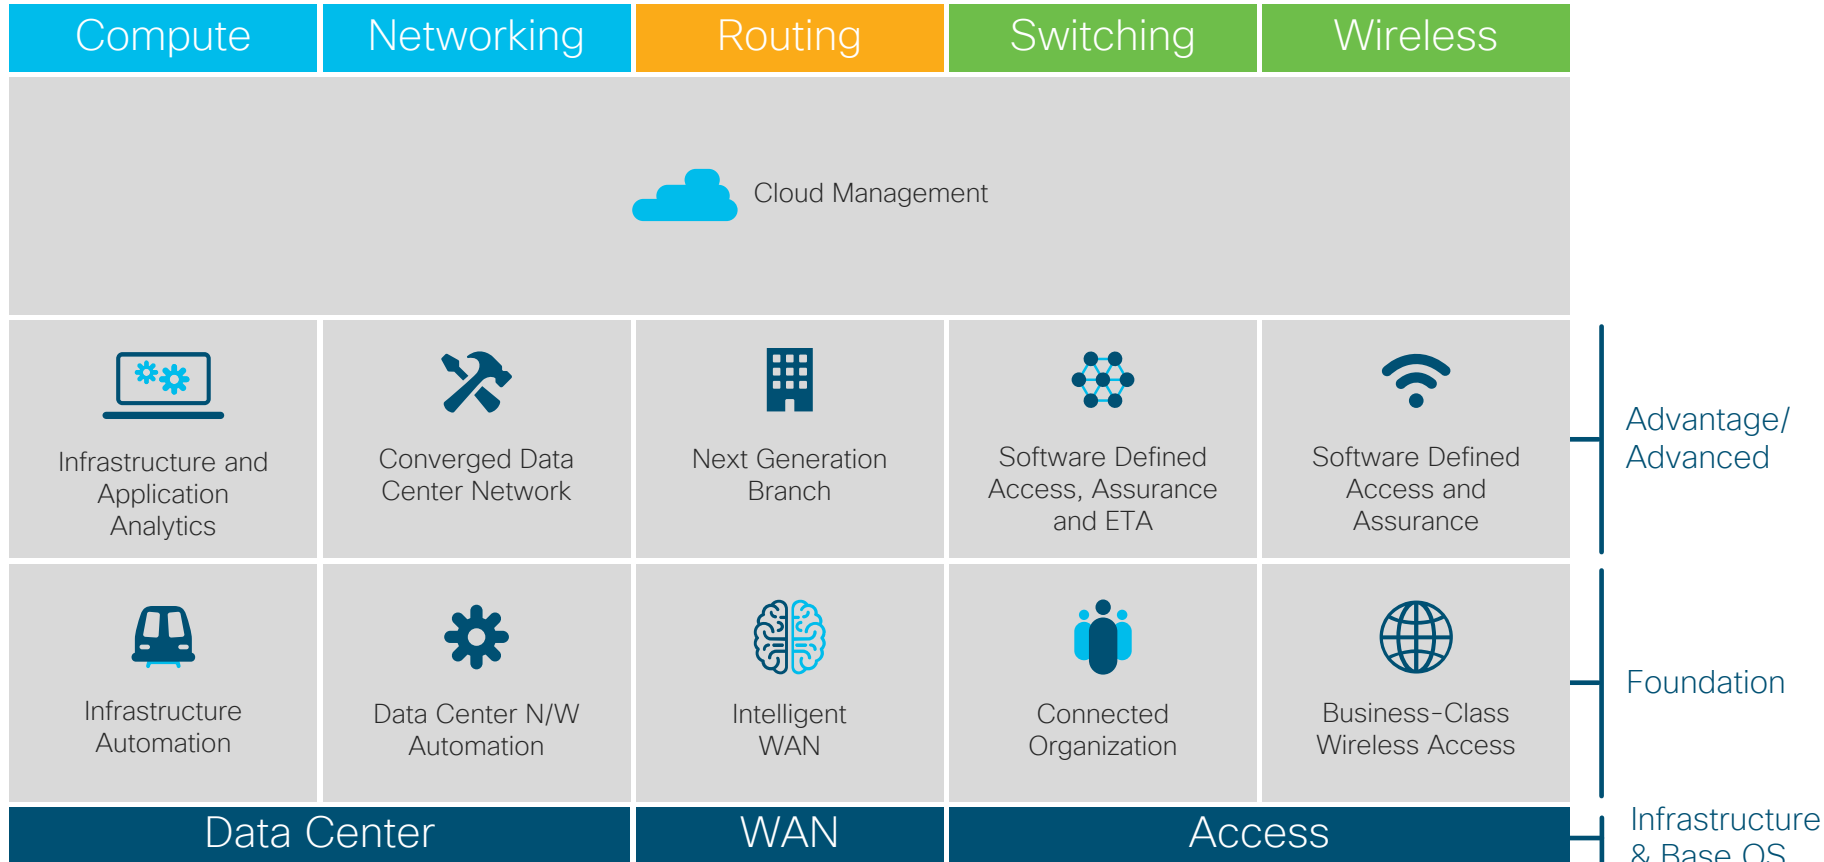 Compute
Networking
Routing
Switching
Wireless
Cloud Management
Infrastructure and
Application
Analytics
Converged Data
Center Network
Next Generation
Branch
Software Defined
Access, Assurance
and ETA
Software Defined
Access and
Assurance
Advantage/
Advanced
Infrastructure
Automation
Data Center N/W
Automation
Intelligent
WAN
Connected
Organization
Business-Class
Wireless Access
Foundation
Data Center
WAN
Access
Infrastructure
& Base OS